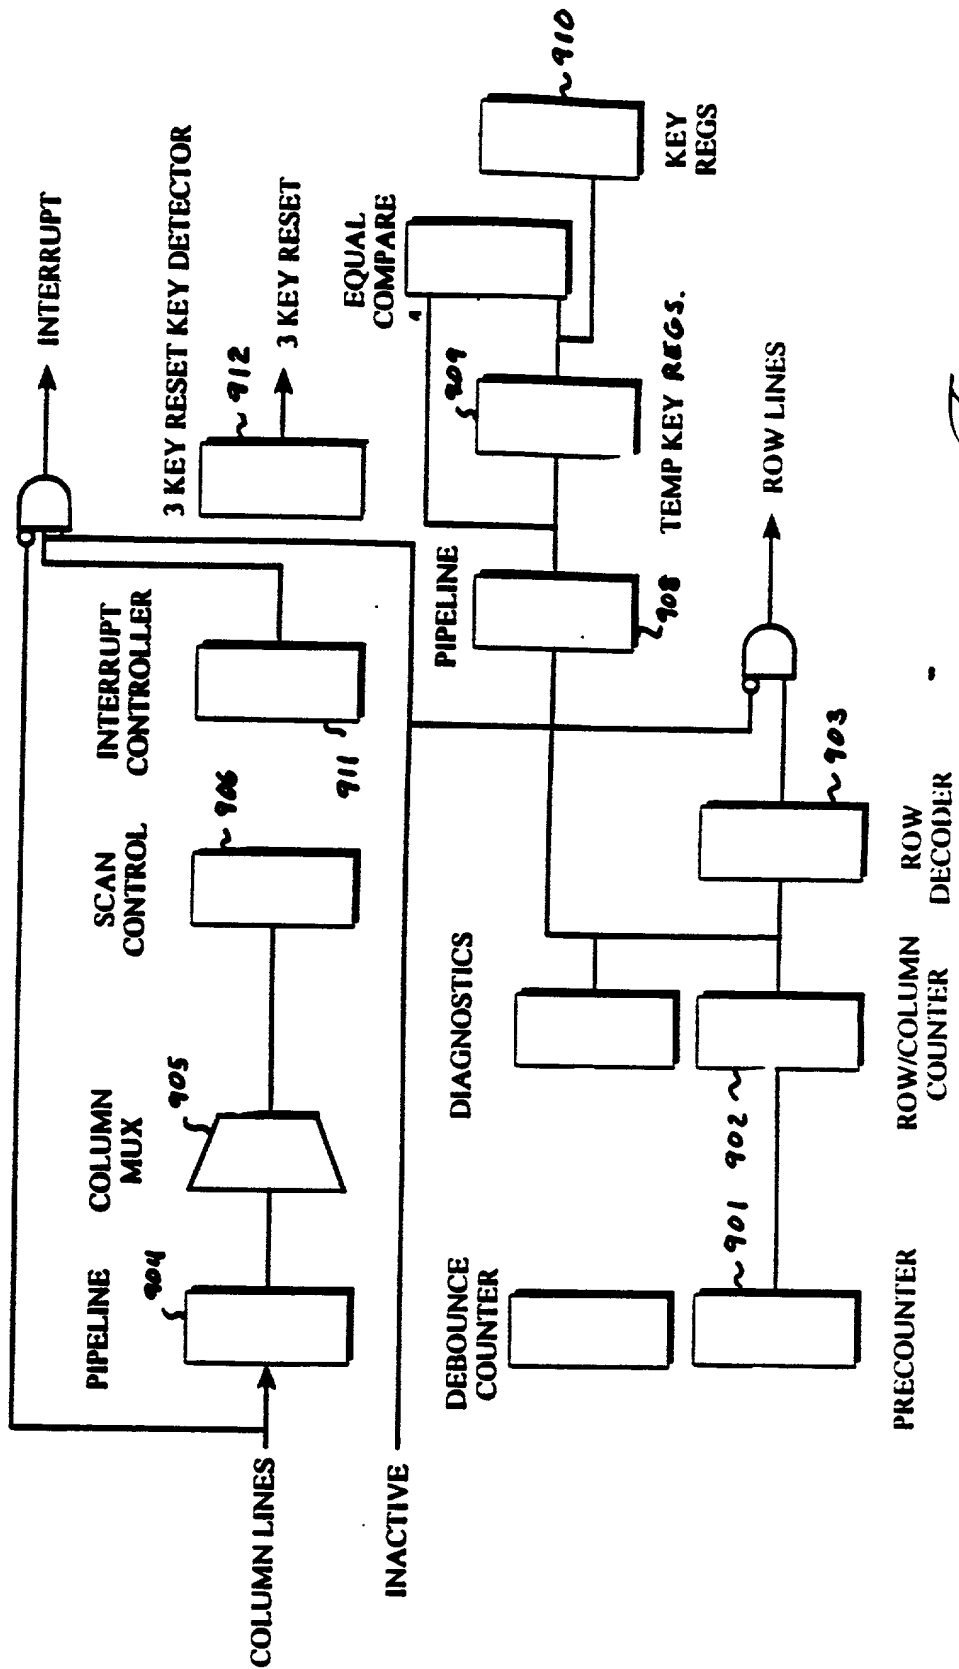 INTERRUPT
3 KEY RESET KEY DETECTOR
912
3 KEY RESET
INTERRUPT
CONTROLLER
911
SCAN
CONTROL
906
COLUMN
MUX
905
PIPELINE
904
COLUMN LINES
INACTIVE
EQUAL
COMPARE
910
KEY
REGS
909
TEMP KEY REGS.
PIPELINE
908
ROW LINES
DIAGNOSTICS
903
ROW
DECODER
902
ROW/COLUMN
COUNTER
DEBOUNCE
COUNTER
901
PRECOUNTER